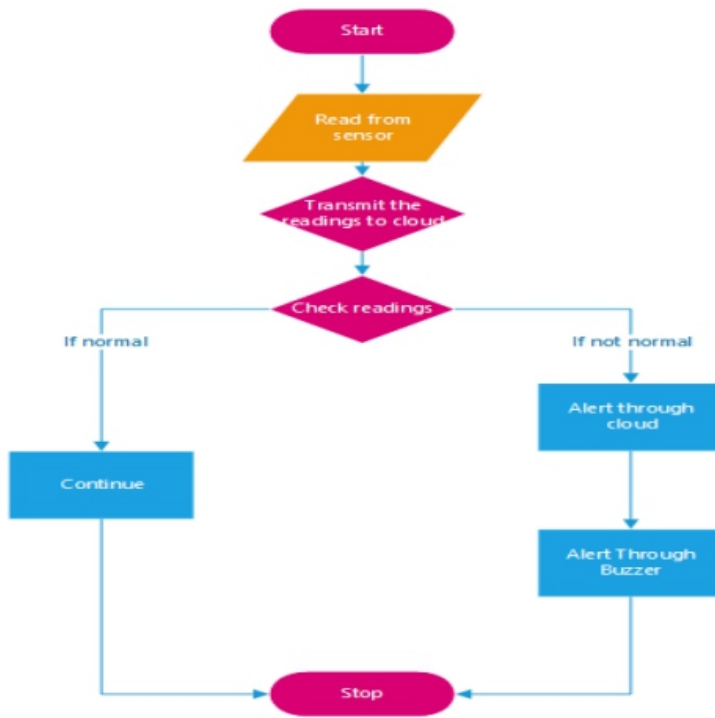 Start
Read from
sensor
Transmit the
readings to cloud
Check readings
If normal
If not normal
Alert through
cloud
Continue
Alert Through
Buzzer
Stop